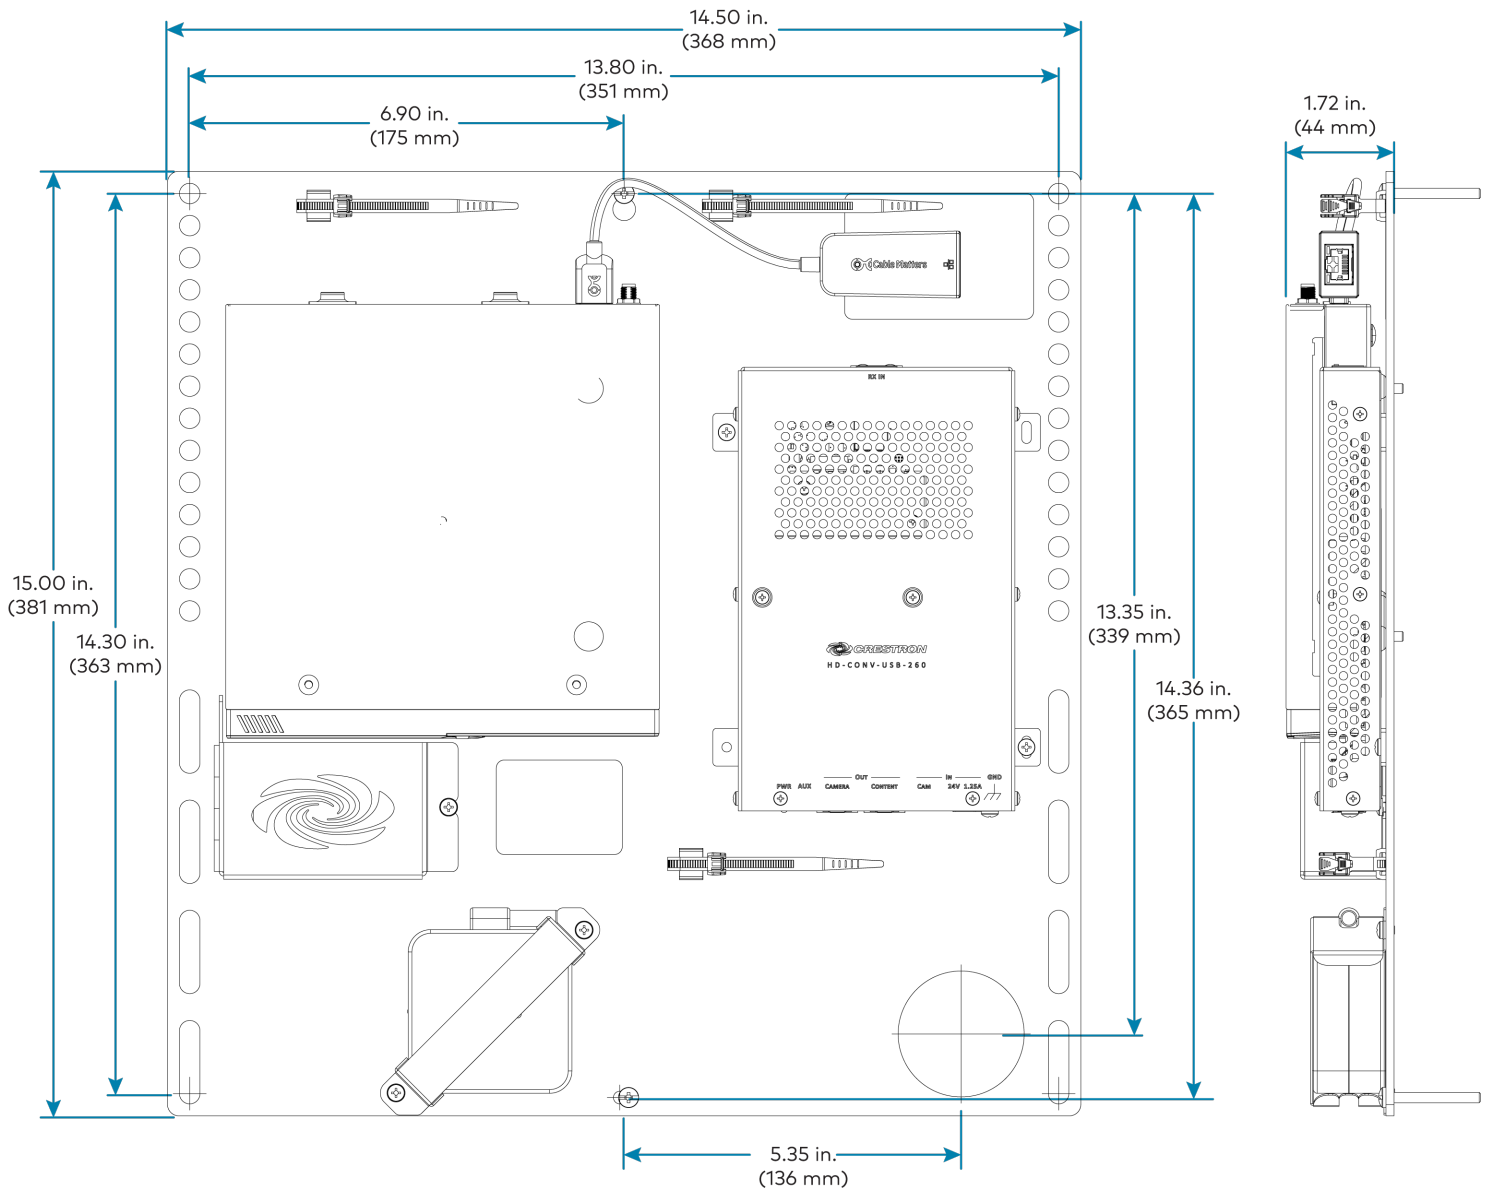 14.50 in.
(368 mm)
13.80 in.
(351 mm)
6.90 in.
(175 mm)
1.72 in.
(44 mm)
Cable Matters
RX IN
15.00 in.
(381 mm)
14.30 in.
(363 mm)
13.35 in.
(339 mm)
14.36 in.
(365 mm)
CRESTRON
HD-CONV-USB-260
OUT
IN
GND
PWR AUX CAMERA CONTENT CAM 24V 1.25A
5.35 in.
(136 mm)